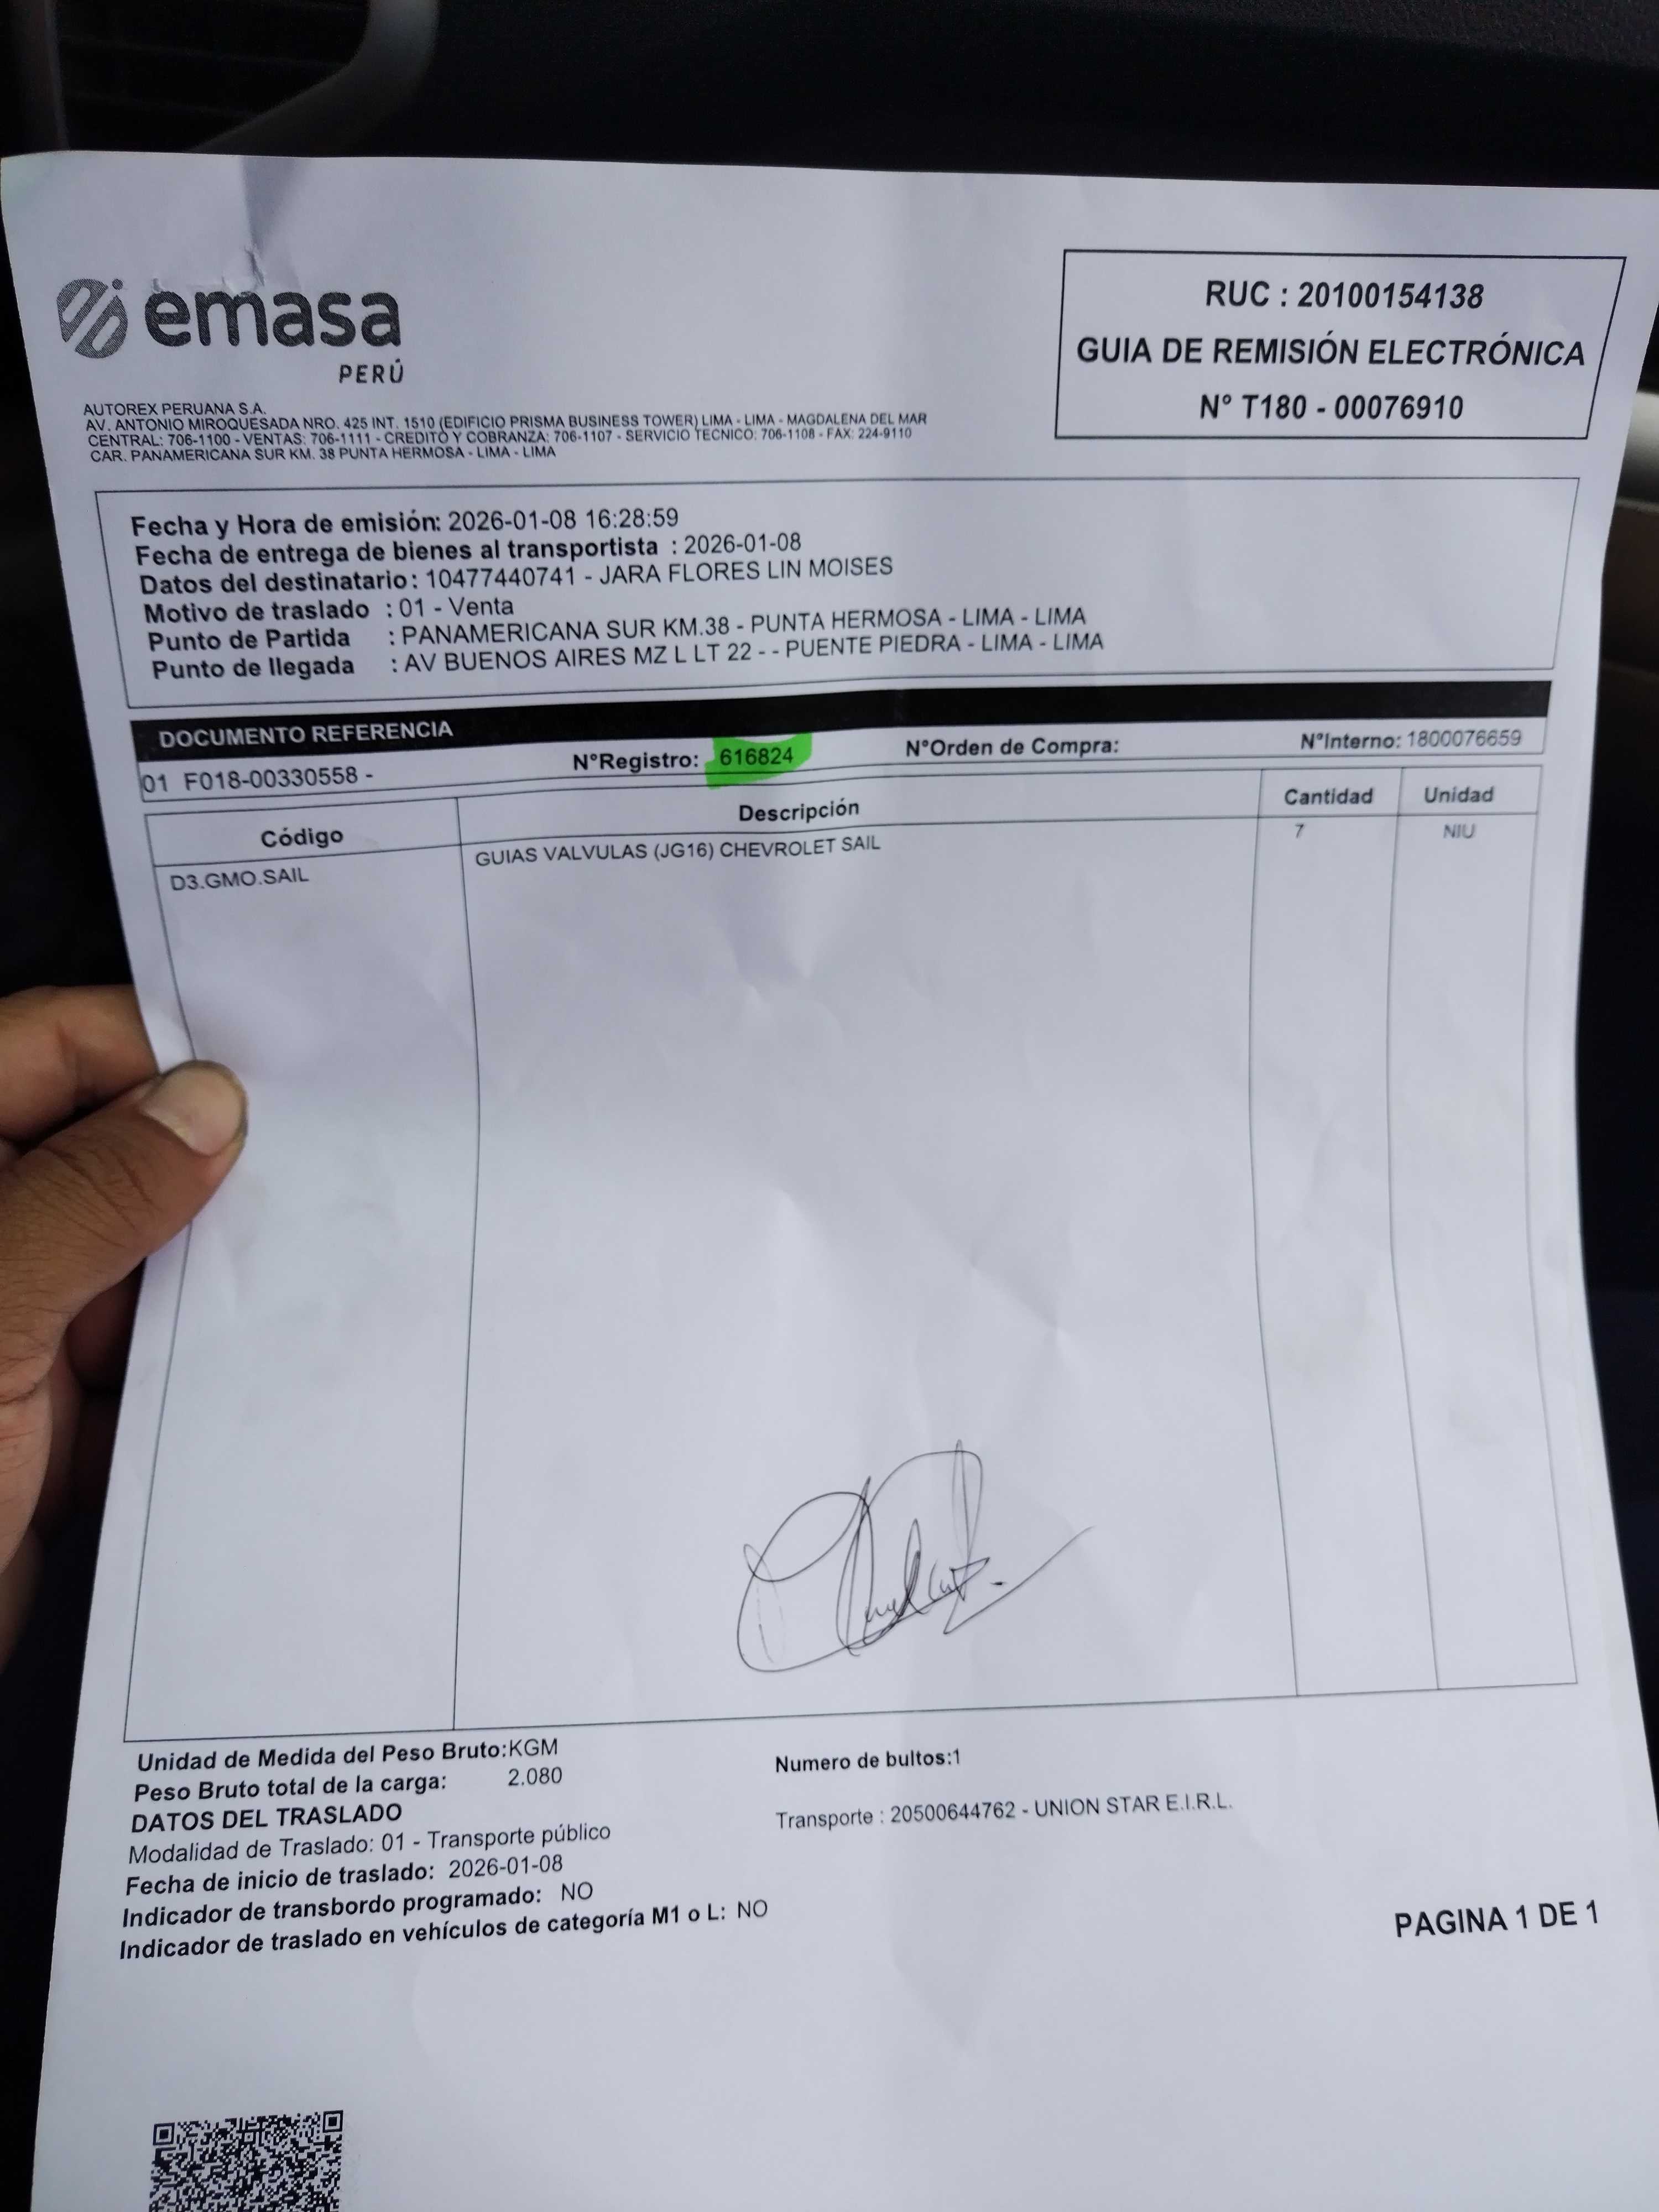 emasa
PERÚ
RUC : 20100154138
GUIA DE REMISIÓN ELECTRÓNICA
N° T180 - 00076910
AUTOREX PERUANA S.A.
AV. ANTONIO MIROQUESADA NRO. 425 INT. 1510 (EDIFICIO PRISMA BUSINESS TOWER) LIMA - LIMA - MAGDALENA DEL MAR
CENTRAL: 706-1100 - VENTAS: 706-1111 - CREDITO Y COBRANZA: 706-1107 - SERVICIO TECNICO: 706-1108 - FAX: 224-9110
CAR. PANAMERICANA SUR KM. 38 PUNTA HERMOSA - LIMA - LIMA
Fecha y Hora de emisión: 2026-01-08 16:28:59
Fecha de entrega de bienes al transportista : 2026-01-08
Datos del destinatario : 10477440741 - JARA FLORES LIN MOISES
Motivo de traslado : 01 - Venta
Punto de Partida : PANAMERICANA SUR KM.38 - PUNTA HERMOSA - LIMA - LIMA
Punto de llegada : AV BUENOS AIRES MZ L LT 22 - - PUENTE PIEDRA - LIMA - LIMA
DOCUMENTO REFERENCIA
01 F018-00330558 - N°Registro: 616824 N°Orden de Compra: N°Interno: 1800076659
Código Descripción Cantidad Unidad
D3.GMO.SAIL GUIAS VALVULAS (JG16) CHEVROLET SAIL 7 NIU
Unidad de Medida del Peso Bruto:KGM Numero de bultos:1
Peso Bruto total de la carga: 2.080
DATOS DEL TRASLADO Transporte : 20500644762 - UNION STAR E.I.R.L.
Modalidad de Traslado: 01 - Transporte público
Fecha de inicio de traslado: 2026-01-08
Indicador de transbordo programado: NO
Indicador de traslado en vehículos de categoría M1 o L: NO
PAGINA 1 DE 1